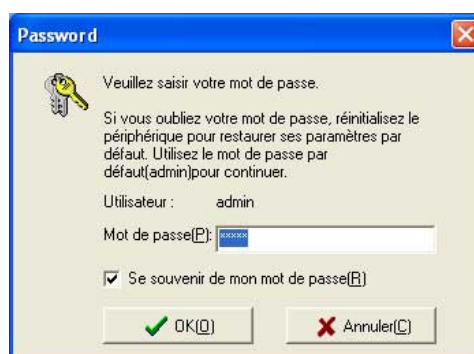 Password
Veuillez saisir votre mot de passe.
Si vous oubliez votre mot de passe, réinitialisez le
périphérique pour restaurer ses paramètres par
défaut. Utilisez le mot de passe par
défaut(admin)pour continuer.
Utilisateur : admin
Mot de passe(P): *****
Se souvenir de mon mot de passe(R)
OK(O) Annuler(C)